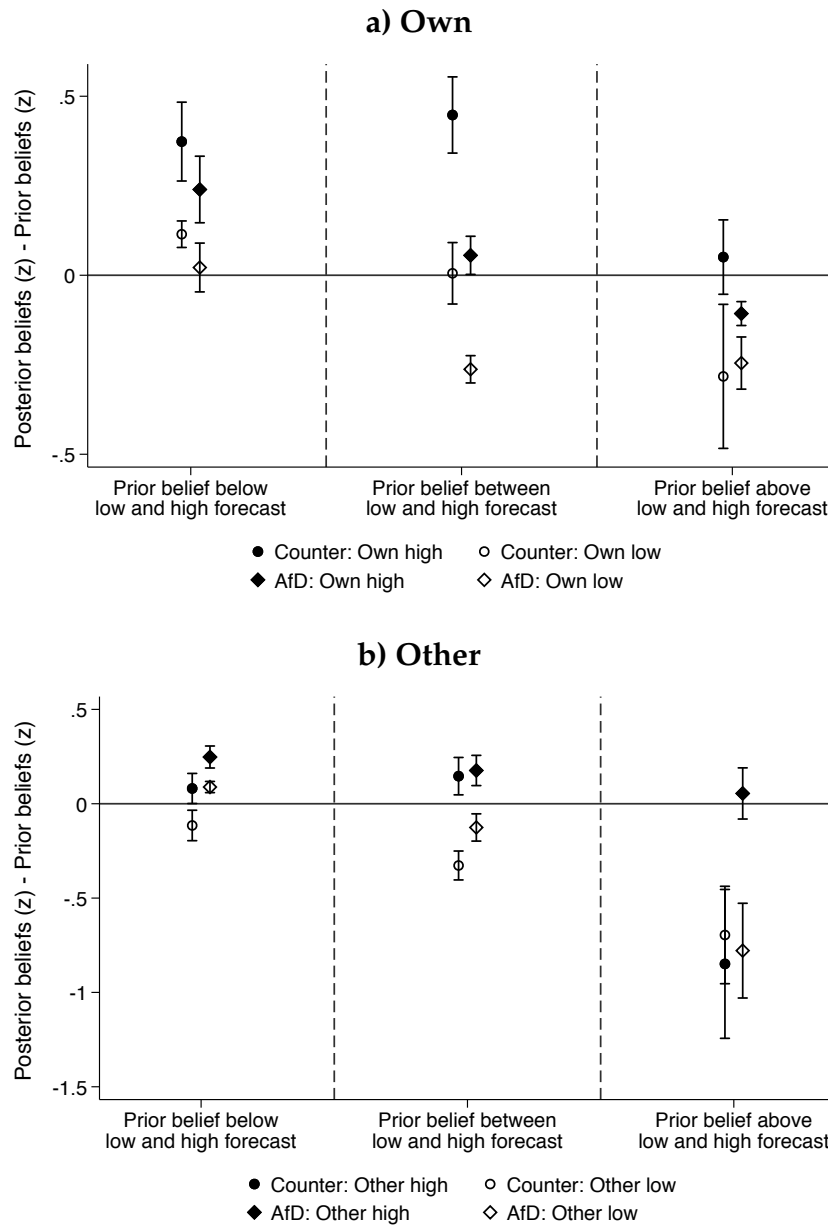 a) Own
Posterior beliefs (z) - Prior beliefs (z)
.5
0
-.5
Prior belief below
low and high forecast
Prior belief between
low and high forecast
Prior belief above
low and high forecast
Counter: Own high
Counter: Own low
AfD: Own high
AfD: Own low
b) Other
Posterior beliefs (z) - Prior beliefs (z)
.5
0
-.5
-1
-1.5
Prior belief below
low and high forecast
Prior belief between
low and high forecast
Prior belief above
low and high forecast
Counter: Other high
Counter: Other low
AfD: Other high
AfD: Other low